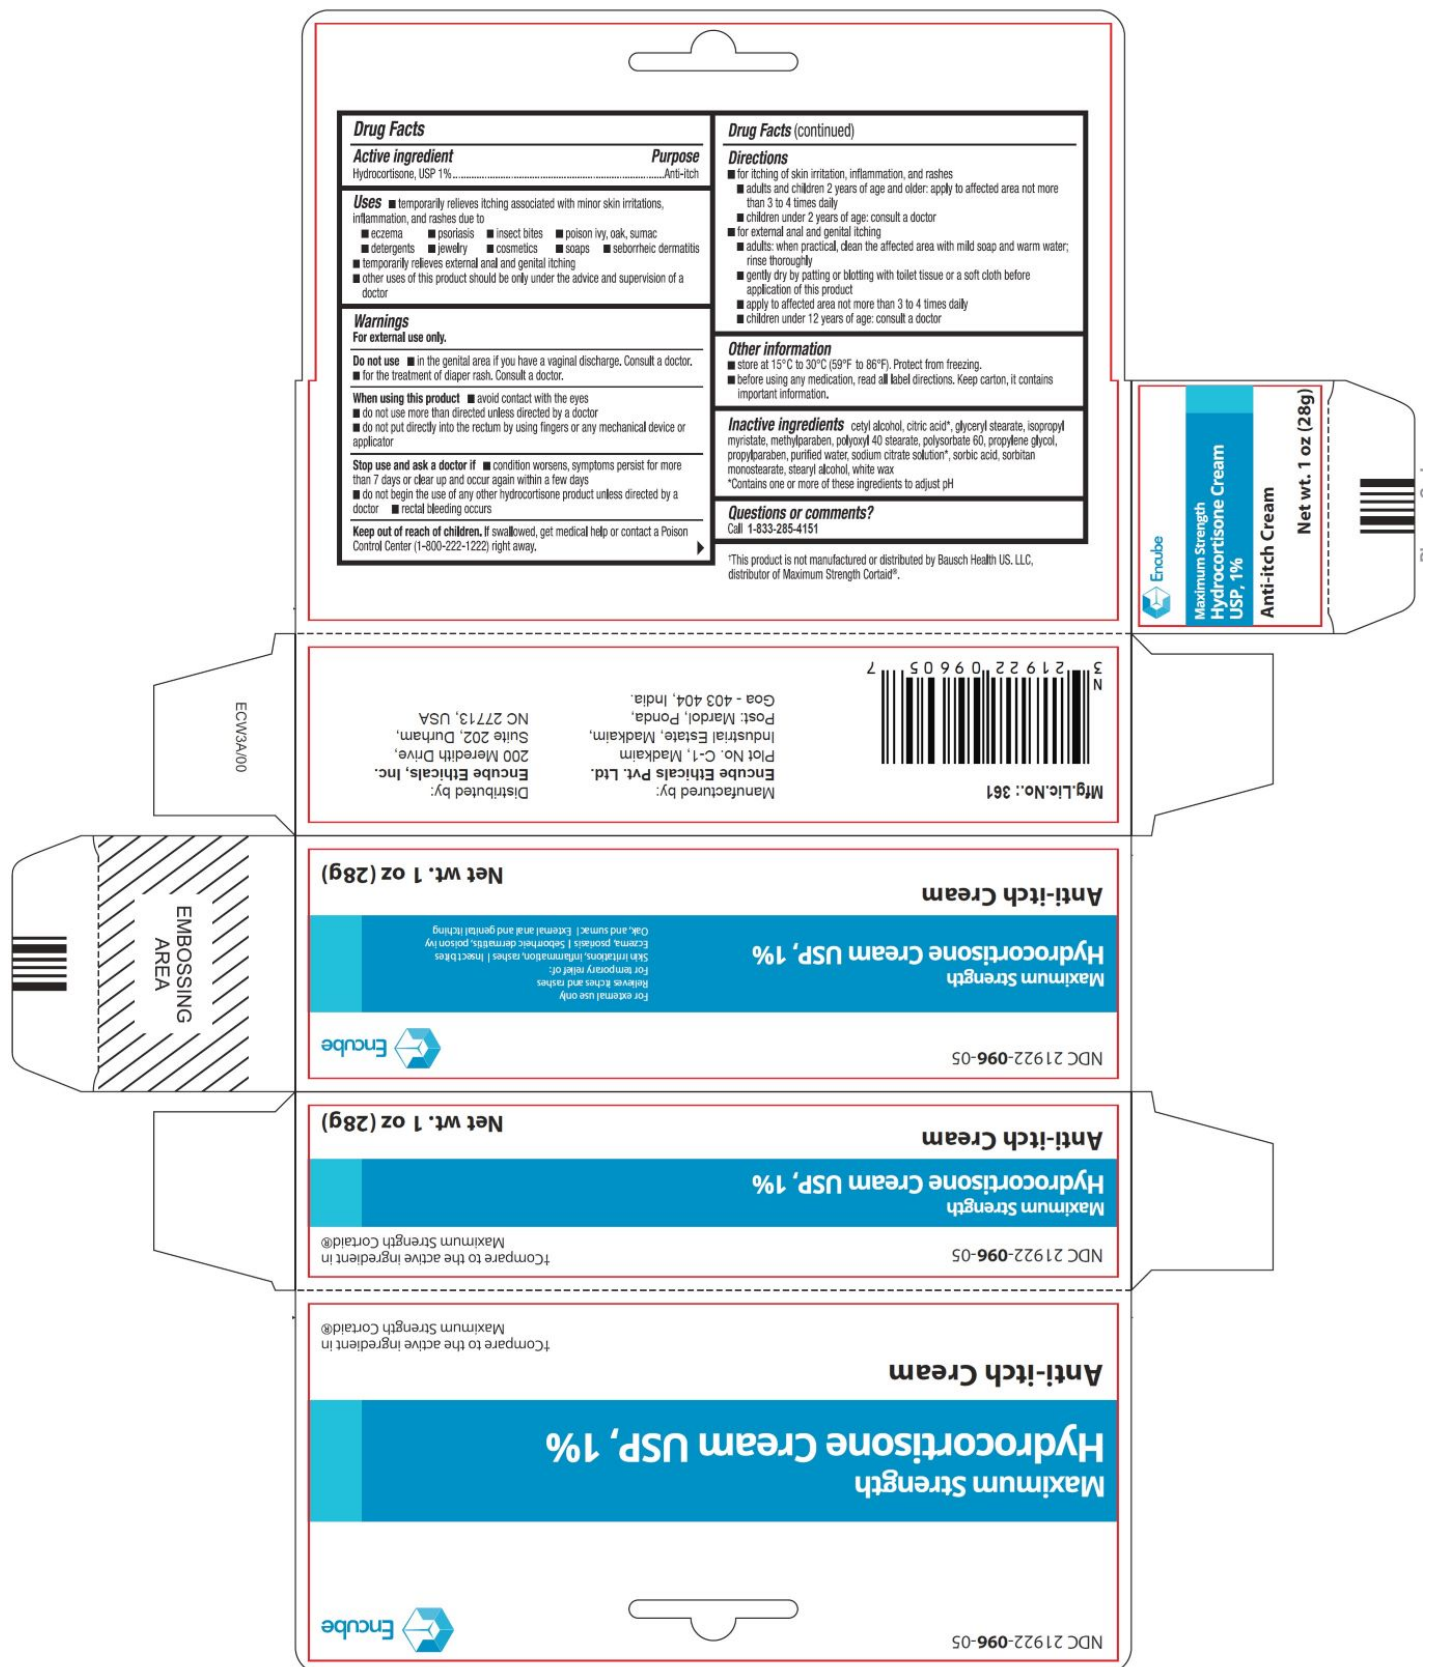 Drug Facts
Active ingredient Purpose
Hydrocortisone, USP 1%........Anti-itch
Uses ■ temporarily relieves itching associated with minor skin irritations,
inflammation, and rashes due to
■ eczema ■ psoriasis ■ insect bites ■ poison ivy, oak, sumac
■ detergents ■ jewelry ■ cosmetics ■ soaps ■ seborrheic dermatitis
■ temporarily relieves external anal and genital itching
■ other uses of this product should be only under the advice and supervision of a
doctor
Warnings
For external use only.
Do not use ■ in the genital area if you have a vaginal discharge. Consult a doctor.
■ for the treatment of diaper rash. Consult a doctor.
When using this product ■ avoid contact with the eyes
■ do not use more than directed unless directed by a doctor
■ do not put directly into the rectum by using fingers or any mechanical device or
applicator
Stop use and ask a doctor if ■ condition worsens, symptoms persist for more
than 7 days or clear up and occur again within a few days
■ do not begin the use of any other hydrocortisone product unless directed by a
doctor ■ rectal bleeding occurs
Keep out of reach of children. If swallowed, get medical help or contact a Poison
Control Center (1-800-222-1222) right away.
Drug Facts (continued)
Directions
■ for itching of skin irritation, inflammation, and rashes
■ adults and children 2 years of age and older: apply to affected area not more
than 3 to 4 times daily
■ children under 2 years of age: consult a doctor
■ for external anal and genital itching
■ adults: when practical, clean the affected area with mild soap and warm water;
rinse thoroughly
■ gently dry by patting or blotting with toilet tissue or a soft cloth before
application of this product
■ apply to affected area not more than 3 to 4 times daily
■ children under 12 years of age: consult a doctor
Other information
■ store at 15°C to 30°C (59°F to 86°F). Protect from freezing.
■ before using any medication, read all label directions. Keep carton, it contains
important information.
Inactive ingredients cetyl alcohol, citric acid*, glyceryl stearate, isopropyl
myristate, methylparaben, polyoxyl 40 stearate, polysorbate 60, propylene glycol,
propylparaben, purified water, sodium citrate solution*, sorbic acid, sorbitan
monostearate, stearyl alcohol, white wax
*Contains one or more of these ingredients to adjust pH
Questions or comments?
Call 1-833-285-4151
†This product is not manufactured or distributed by Bausch Health US. LLC,
distributor of Maximum Strength Cortaid®.
Encube
Maximum Strength
Hydrocortisone Cream
USP, 1%
Anti-itch Cream
Net wt. 1 oz (28g)
ECW3A/00
Mfg.Lic.No.: 361
N
3 21922 09605 7
Manufactured by:
Encube Ethicals Pvt. Ltd.
Plot No. C-1, Madkaim
Industrial Estate, Madkaim,
Post: Mardol, Ponda,
Goa - 403 404, India.
Distributed by:
Encube Ethicals, Inc.
200 Meredith Drive,
Suite 202, Durham,
NC 27713, USA
EMBOSSING
AREA
NDC 21922-096-05
Encube
Maximum Strength
Hydrocortisone Cream USP, 1%
For external use only
Relieves itches and rashes
For temporary relief of:
Skin irritations, inflammation, rashes | Insect bites
Eczema, psoriasis | Seborrheic dermatitis, poison ivy
Oak, and sumac | External anal and genital itching
Anti-itch Cream
Net wt. 1 oz (28g)
NDC 21922-096-05
†Compare to the active ingredient in
Maximum Strength Cortaid®
Maximum Strength
Hydrocortisone Cream USP, 1%
Anti-itch Cream
Net wt. 1 oz (28g)
NDC 21922-096-05
Encube
Maximum Strength
Hydrocortisone Cream USP, 1%
Anti-itch Cream
†Compare to the active ingredient in
Maximum Strength Cortaid®